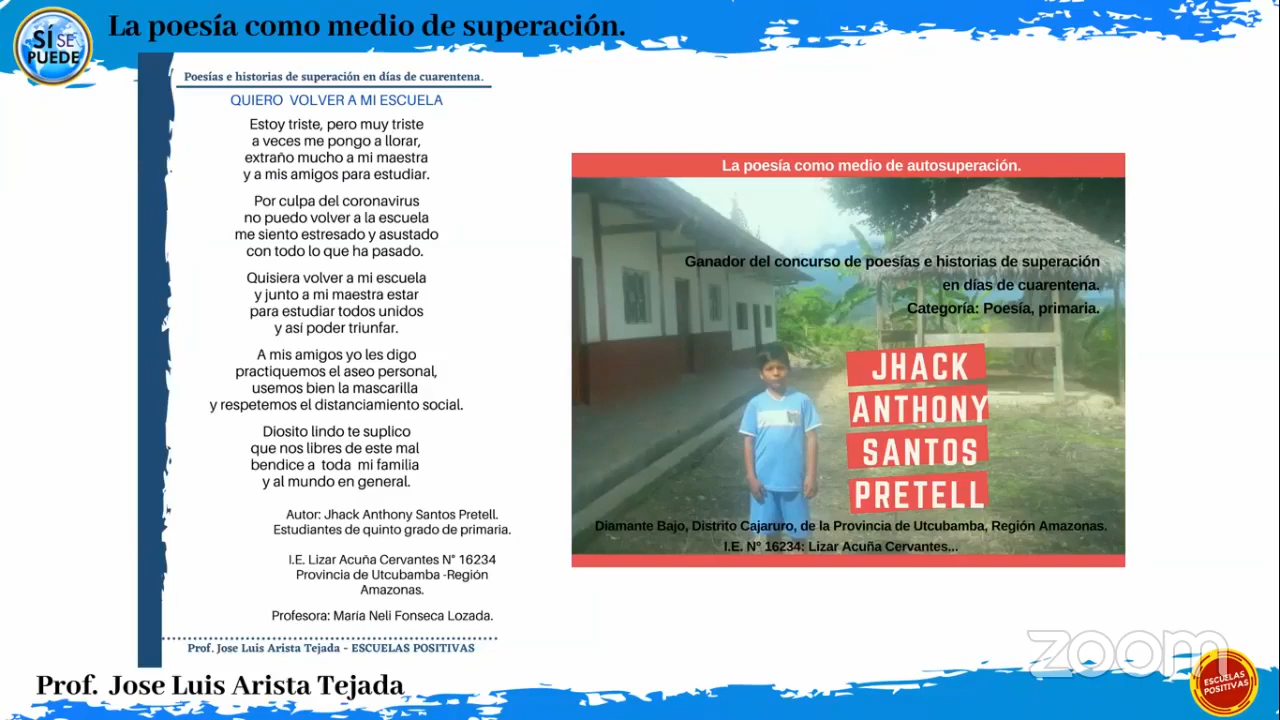 SÍ SE
PUEDE
La poesía como medio de superación.
Poesías e historias de superación en días de cuarentena.
QUIERO VOLVER A MI ESCUELA
Estoy triste, pero muy triste
a veces me pongo a llorar,
extraño mucho a mi maestra
y a mis amigos para estudiar.
Por culpa del coronavirus
no puedo volver a la escuela
me siento estresado y asustado
con todo lo que ha pasado.
Quisiera volver a mi escuela
y junto a mi maestra estar
para estudiar todos unidos
y así poder triunfar.
A mis amigos yo les digo
practiquemos el aseo personal,
usemos bien la mascarilla
y respetemos el distanciamiento social.
Diosito lindo te suplico
que nos libres de este mal
bendice a toda mi familia
y al mundo en general.
Autor: Jhack Anthony Santos Pretell.
Estudiantes de quinto grado de primaria.
I.E. Lizar Acuña Cervantes N° 16234
Provincia de Utcubamba -Región
Amazonas.
Profesora: María Neli Fonseca Lozada.
Prof. Jose Luis Arista Tejada - ESCUELAS POSITIVAS
La poesía como medio de autosuperación.
Ganador del concurso de poesías e historias de superación
en días de cuarentena.
Categoría: Poesía, primaria.
JHACK
ANTHONY
SANTOS
PRETELL
Diamante Bajo, Distrito Cajaruro, de la Provincia de Utcubamba, Región Amazonas.
I.E. N° 16234: Lizar Acuña Cervantes...
Prof. Jose Luis Arista Tejada
zoom
ESCUELAS
POSITIVAS